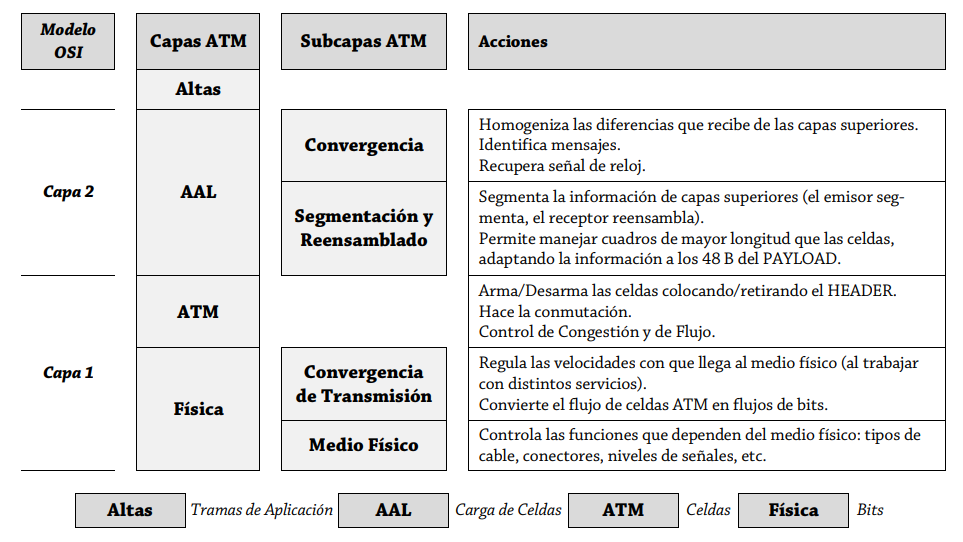 Modelo
OSI
Capas ATM
Subcapas ATM
Acciones
Altas
Capa 2
AAL
Convergencia
Homogeniza las diferencias que recibe de las capas superiores.
Identifica mensajes.
Recupera señal de reloj.
Segmentación y
Reensamblado
Segmenta la información de capas superiores (el emisor seg-
menta, el receptor reensambla).
Permite manejar cuadros de mayor longitud que las celdas,
adaptando la información a los 48 B del PAYLOAD.
Capa 1
ATM
Arma/Desarma las celdas colocando/retirando el HEADER.
Hace la conmutación.
Control de Congestión y de Flujo.
Física
Convergencia
de Transmisión
Regula las velocidades con que llega al medio físico (al trabajar
con distintos servicios).
Convierte el flujo de celdas ATM en flujos de bits.
Medio Físico
Controla las funciones que dependen del medio físico: tipos de
cable, conectores, niveles de señales, etc.
Altas Tramas de Aplicación AAL Carga de Celdas ATM Celdas Física Bits